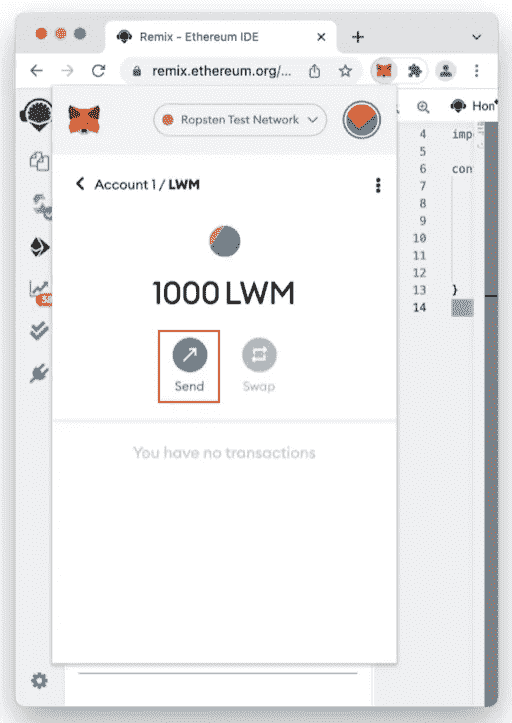 Remix - Ethereum IDE
remix.ethereum.org/...
Ropsten Test Network
Hon
Account 1 / LWM
1000 LWM
Send
Swap
You have no transactions
4 impo
5
6 con
7
8
9
10
11
12
13 }
14